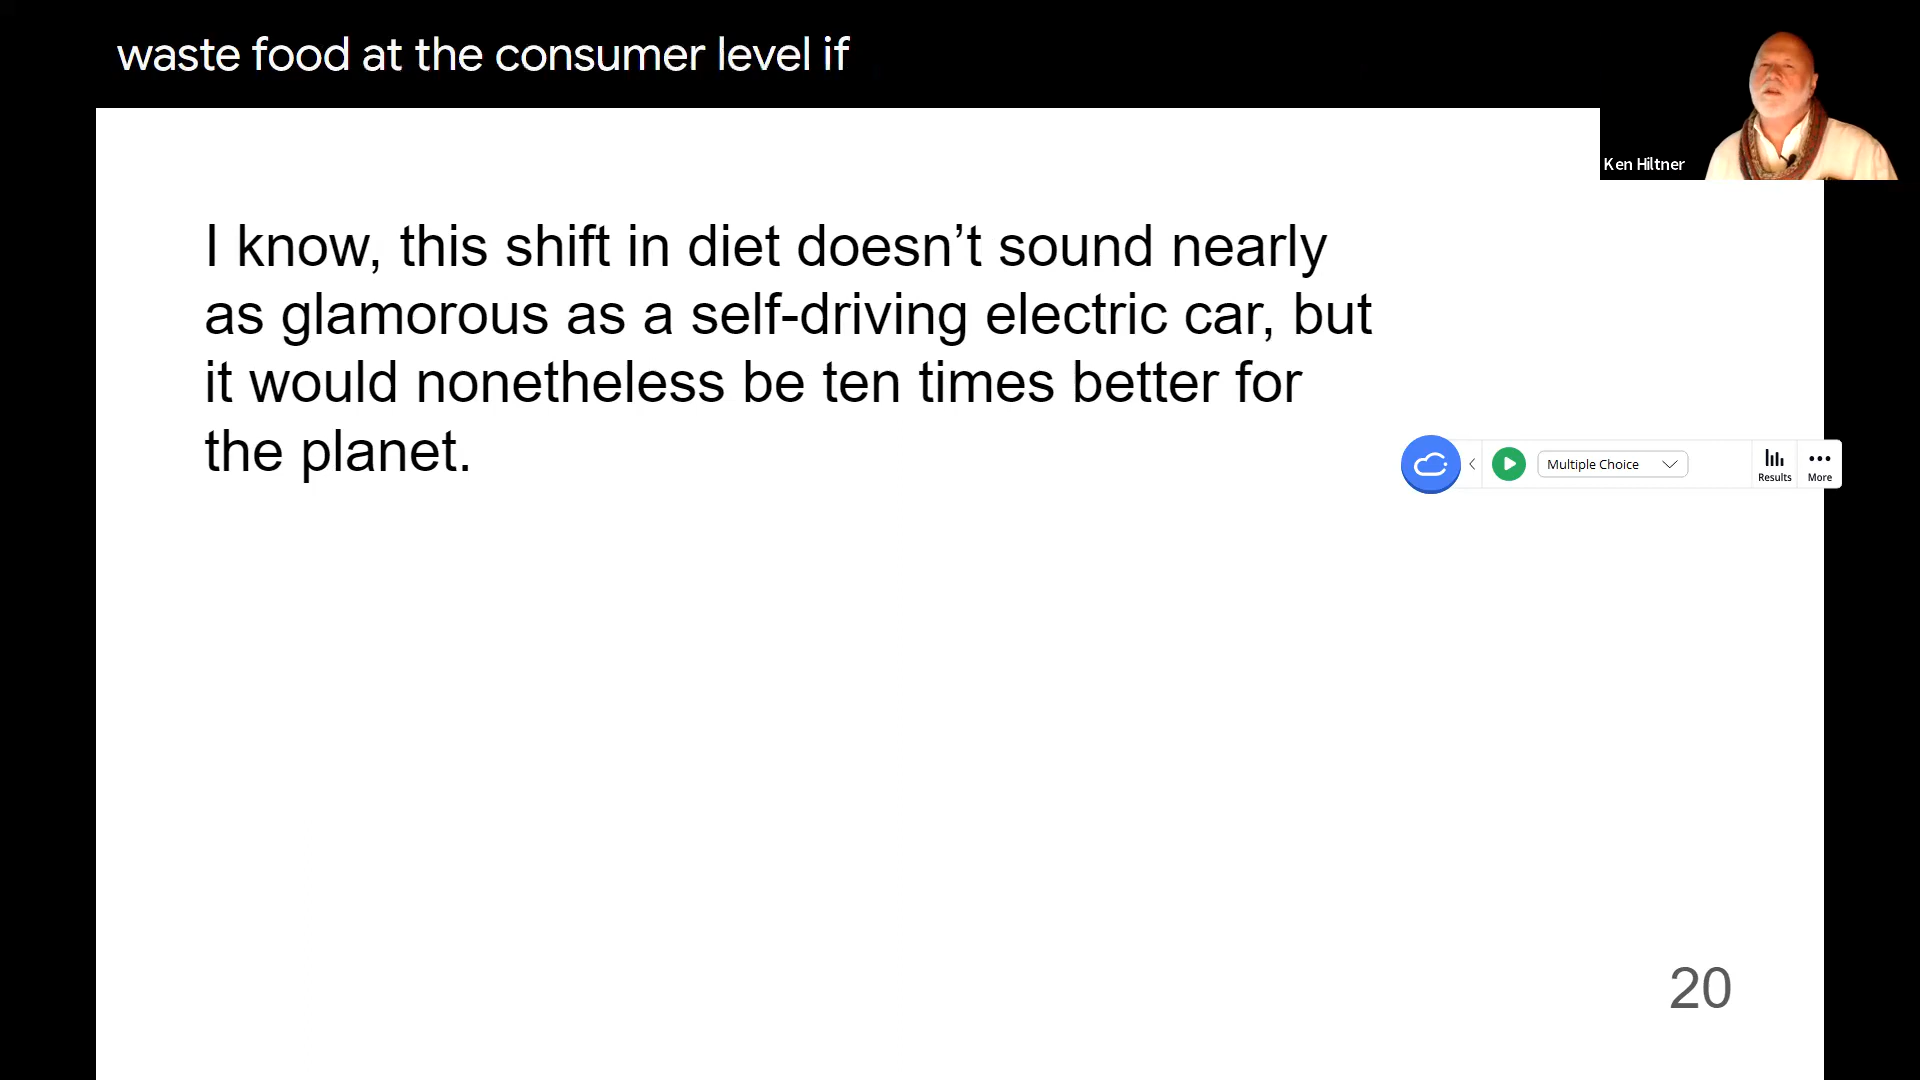 waste food at the consumer level if
Ken Hiltner
I know, this shift in diet doesn’t sound nearly
as glamorous as a self-driving electric car, but
it would nonetheless be ten times better for
the planet.
Multiple Choice
Results
More
20